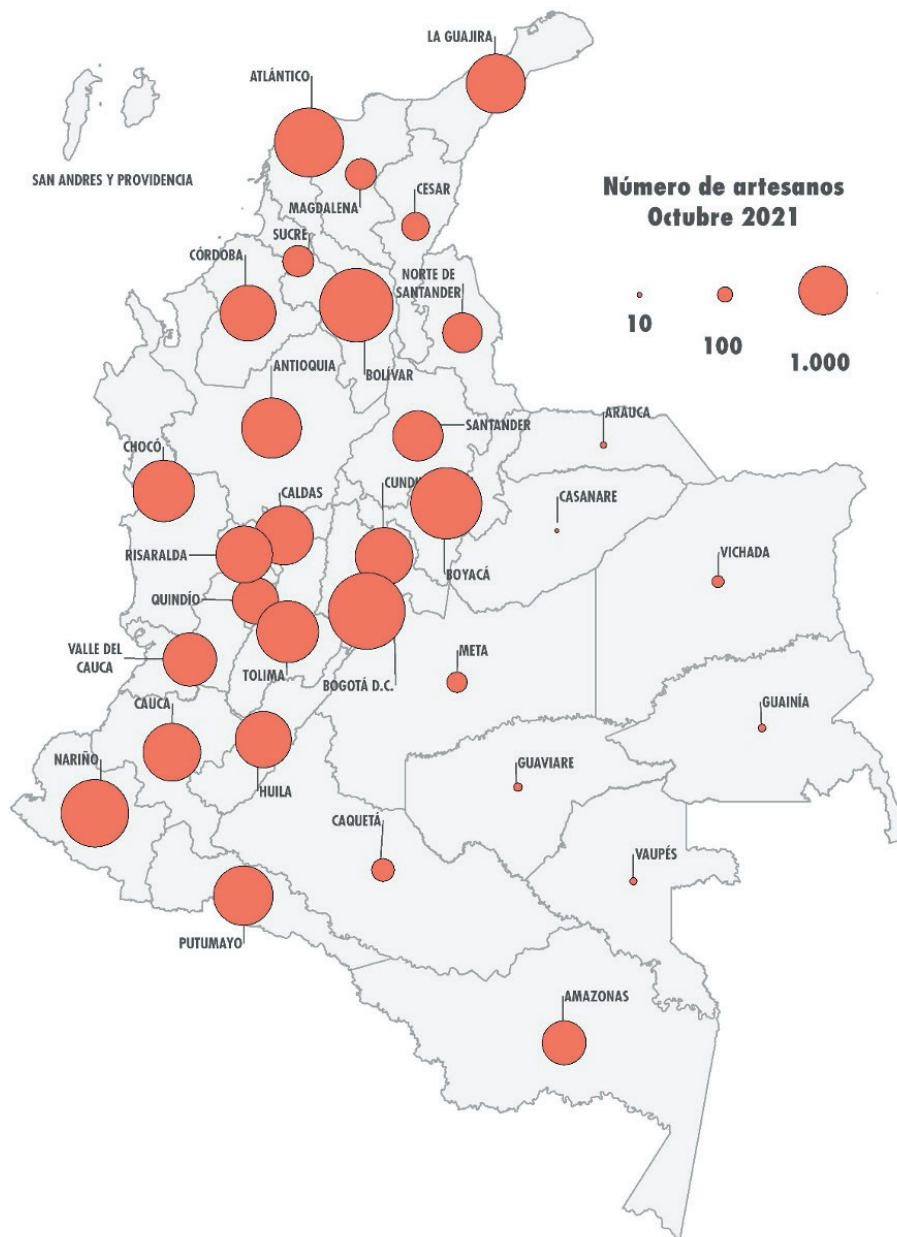 LA GUAJIRA
ATLÁNTICO
SAN ANDRES Y PROVIDENCIA
MAGDALENA
CESAR
Número de artesanos
Octubre 2021
SUCRE
CÓRDOBA
NORTE DE
SANTANDER
10
100
1.000
BOLÍVAR
ANTIOQUIA
SANTANDER
ARAUCA
CHOCÓ
CALDAS
CASANARE
RISARALDA
BOYACÁ
VICHADA
QUINDÍO
VALLE DEL
CAUCA
TOLIMA
BOGOTÁ D.C.
META
CAUCA
GUAINÍA
NARIÑO
HUILA
GUAVIARE
CAQUETÁ
VAUPÉS
PUTUMAYO
AMAZONAS